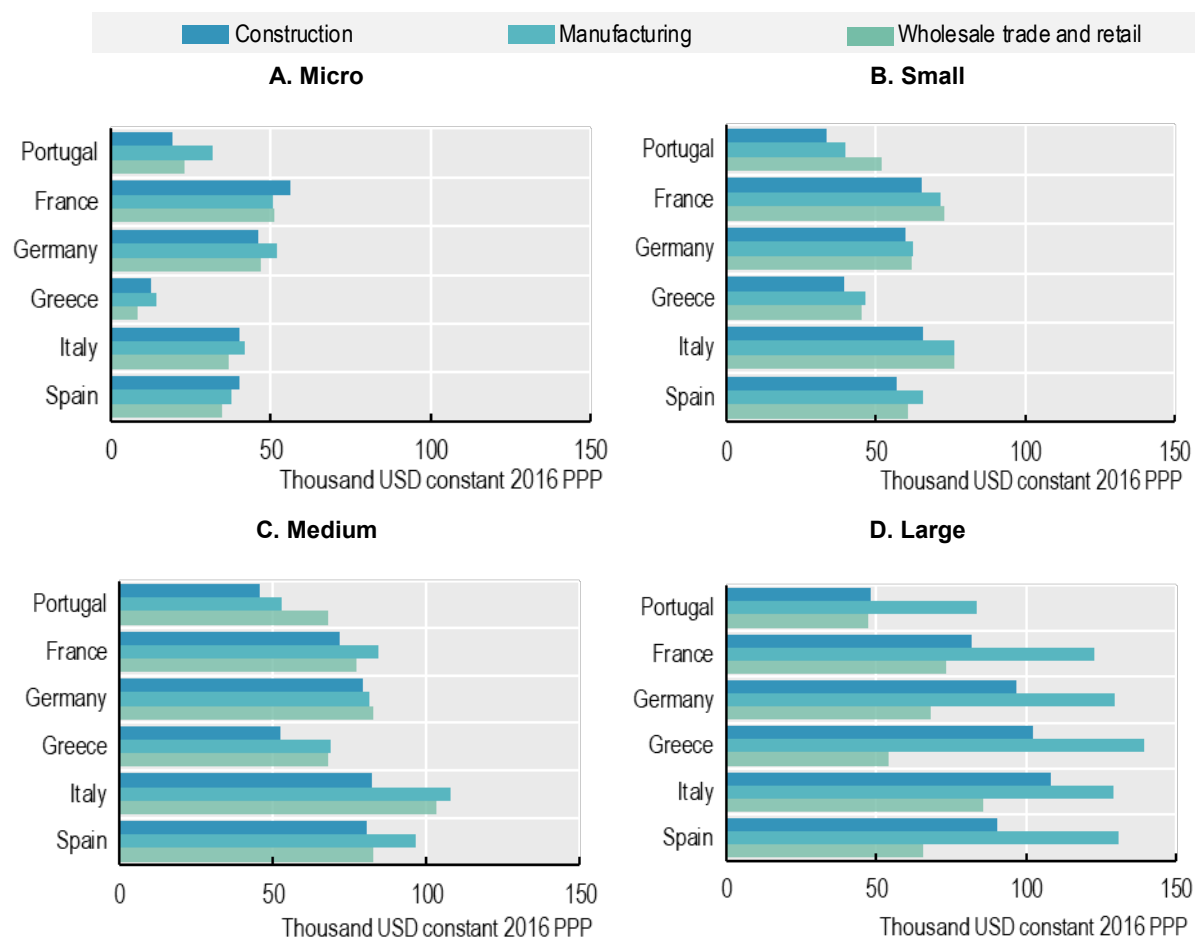 Construction Manufacturing Wholesale trade and retail
A. Micro
Portugal
France
Germany
Greece
Italy
Spain
0 50 100 150
Thousand USD constant 2016 PPP
B. Small
Portugal
France
Germany
Greece
Italy
Spain
0 50 100 150
Thousand USD constant 2016 PPP
C. Medium
Portugal
France
Germany
Greece
Italy
Spain
0 50 100 150
Thousand USD constant 2016 PPP
D. Large
Portugal
France
Germany
Greece
Italy
Spain
0 50 100 150
Thousand USD constant 2016 PPP